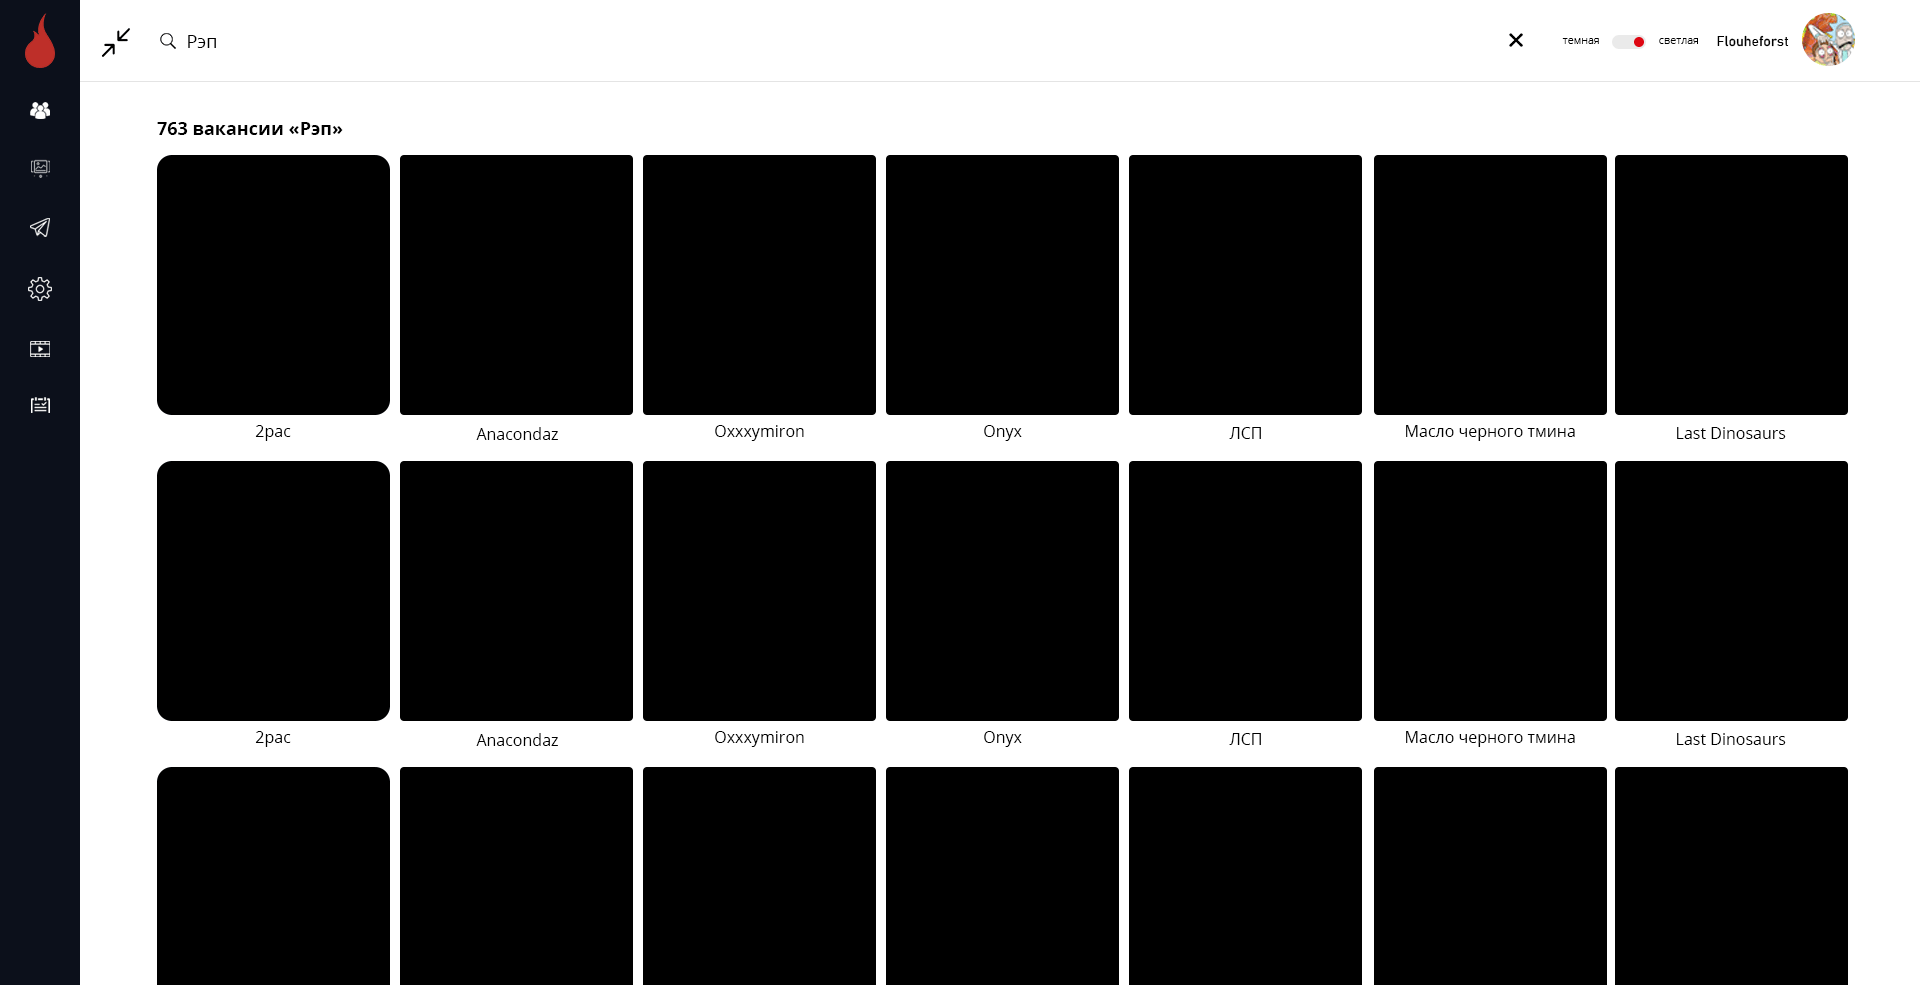 Рэп
темная
светлая
Flouheforst
763 вакансии «Рэп»
2pac
Anacondaz
Oxxxymiron
Onyx
ЛСП
Масло черного тмина
Last Dinosaurs
2pac
Anacondaz
Oxxxymiron
Onyx
ЛСП
Масло черного тмина
Last Dinosaurs